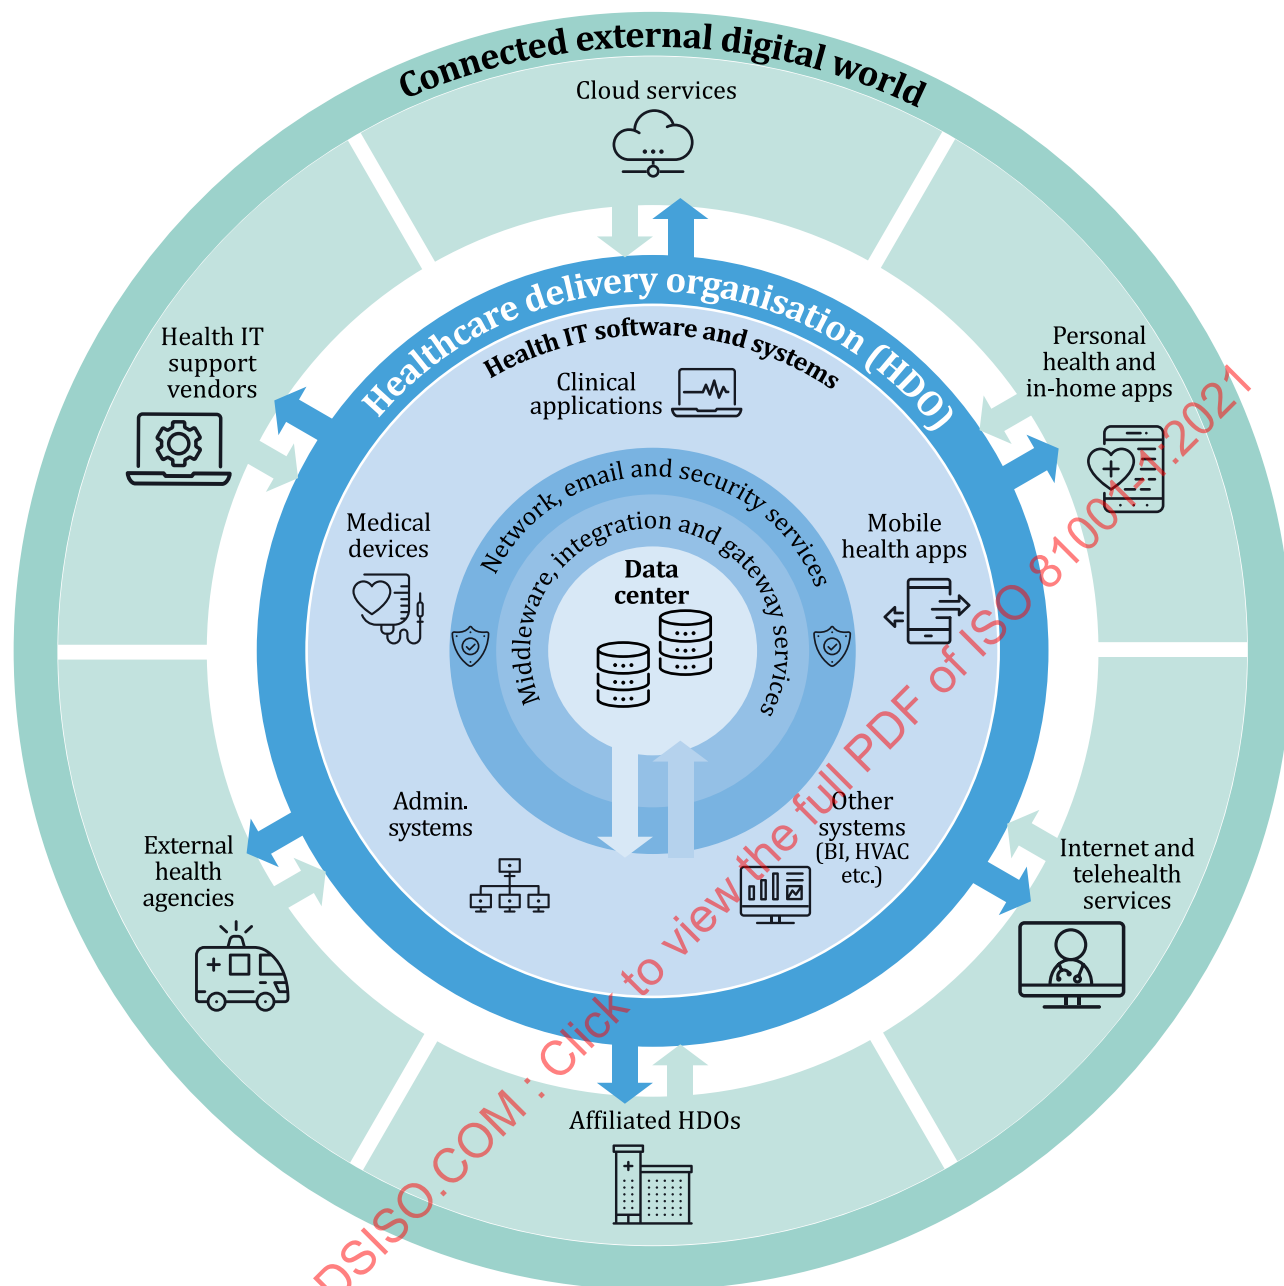 Connected external digital world
Cloud services
Healthcare delivery organisation (HDO)
Health IT software and systems
Health IT
support
vendors
Personal
health and
in-home apps
Clinical
applications
Network, email and security services
Middleware, integration and gateway services
Medical
devices
Mobile
health apps
Data
center
Admin.
systems
Other
systems
(BI, HVAC
etc.)
External
health
agencies
Internet and
telehealth
services
Affiliated HDOs
DSISO.COM : Click to view the full PDF of ISO 81001-1:2021